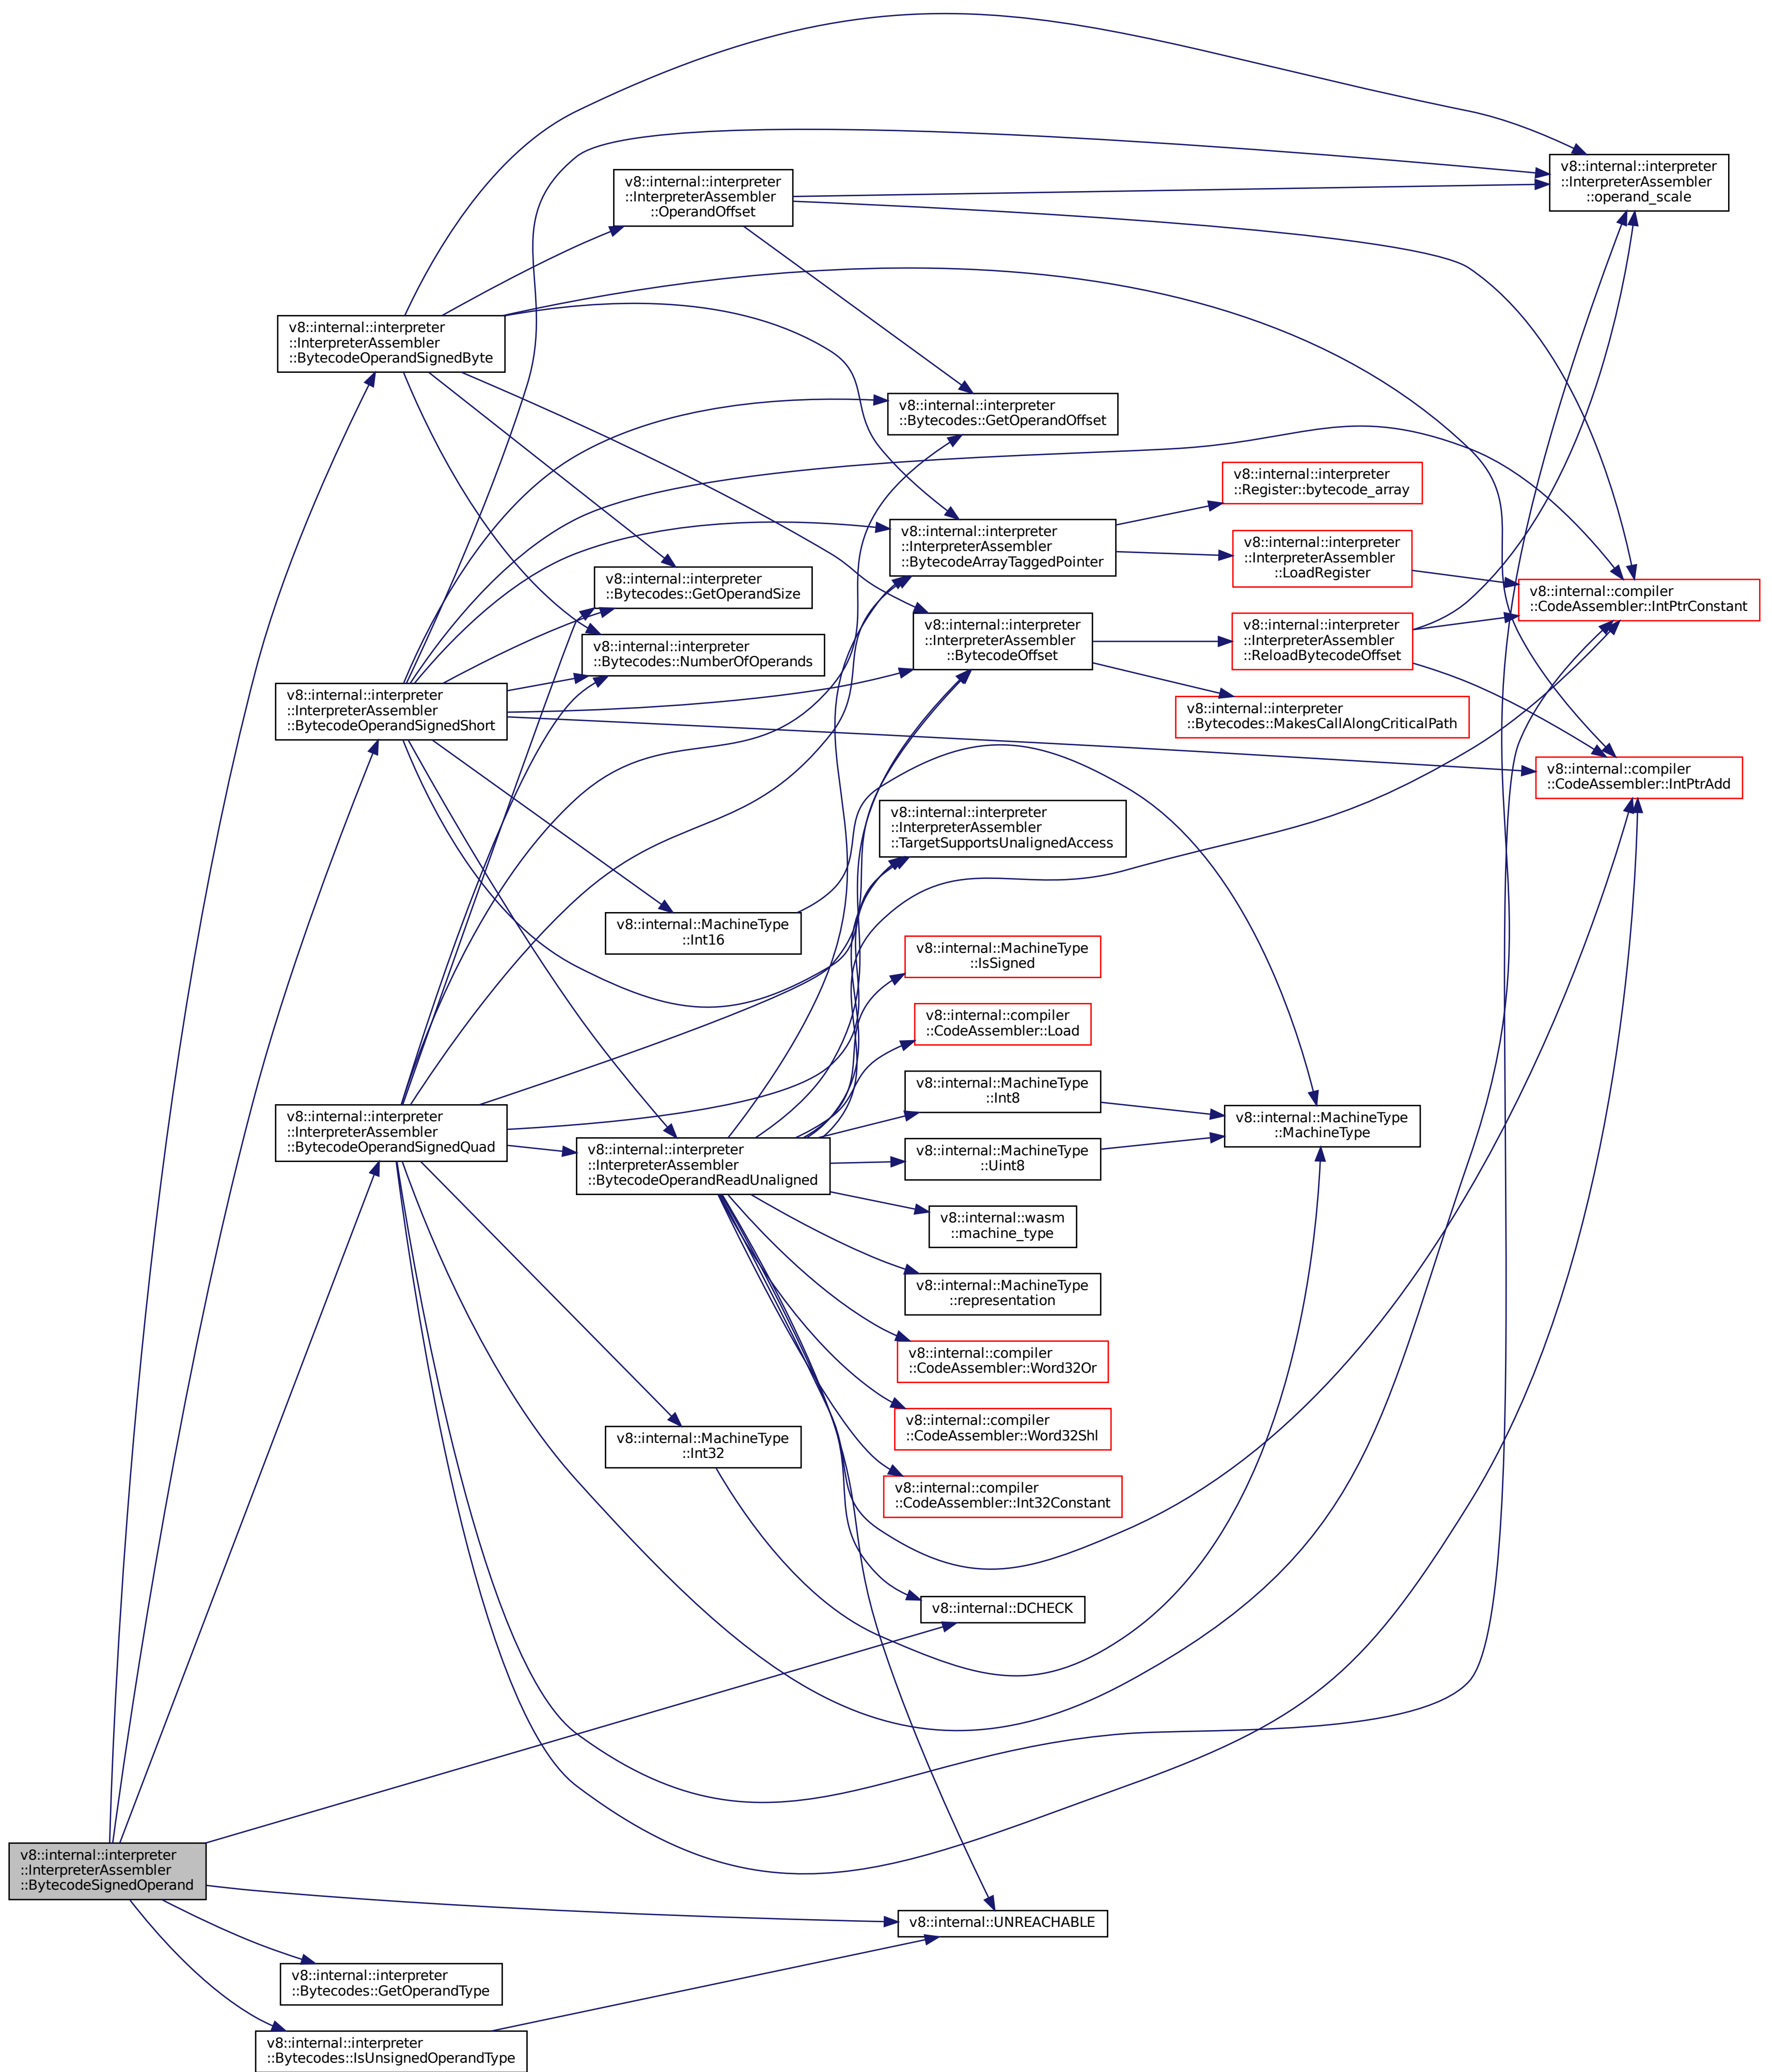 v8::internal::interpreter
::InterpreterAssembler
::operand_scale
v8::internal::interpreter
::InterpreterAssembler
::OperandOffset
v8::internal::interpreter
::InterpreterAssembler
::BytecodeOperandSignedByte
v8::internal::interpreter
::Bytecodes::GetOperandOffset
v8::internal::interpreter
::Register::bytecode_array
v8::internal::interpreter
::InterpreterAssembler
::BytecodeArrayTaggedPointer
v8::internal::interpreter
::InterpreterAssembler
::LoadRegister
v8::internal::interpreter
::Bytecodes::GetOperandSize
v8::internal::compiler
::CodeAssembler::IntPtrConstant
v8::internal::interpreter
::InterpreterAssembler
::BytecodeOffset
v8::internal::interpreter
::InterpreterAssembler
::ReloadBytecodeOffset
v8::internal::interpreter
::Bytecodes::NumberOfOperands
v8::internal::interpreter
::InterpreterAssembler
::BytecodeOperandSignedShort
v8::internal::interpreter
::Bytecodes::MakesCallAlongCriticalPath
v8::internal::compiler
::CodeAssembler::IntPtrAdd
v8::internal::interpreter
::InterpreterAssembler
::TargetSupportsUnalignedAccess
v8::internal::MachineType
::Int16
v8::internal::MachineType
::IsSigned
v8::internal::compiler
::CodeAssembler::Load
v8::internal::MachineType
::Int8
v8::internal::interpreter
::InterpreterAssembler
::BytecodeOperandSignedQuad
v8::internal::MachineType
::MachineType
v8::internal::interpreter
::InterpreterAssembler
::BytecodeOperandReadUnaligned
v8::internal::MachineType
::Uint8
v8::internal::wasm
::machine_type
v8::internal::MachineType
::representation
v8::internal::compiler
::CodeAssembler::Word32Or
v8::internal::compiler
::CodeAssembler::Word32Shl
v8::internal::MachineType
::Int32
v8::internal::compiler
::CodeAssembler::Int32Constant
v8::internal::DCHECK
v8::internal::interpreter
::InterpreterAssembler
::BytecodeSignedOperand
v8::internal::UNREACHABLE
v8::internal::interpreter
::Bytecodes::GetOperandType
v8::internal::interpreter
::Bytecodes::IsUnsignedOperandType